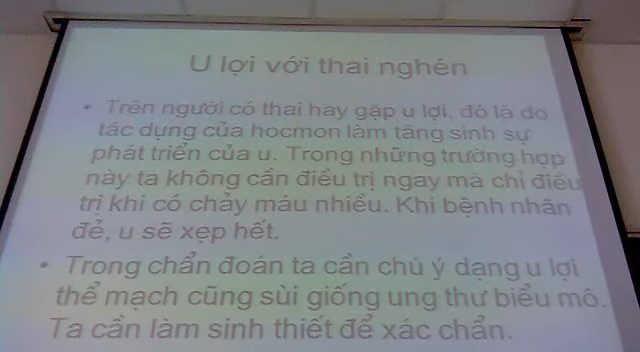 U lợi với thai nghén
• Trên người có thai hay gặp u lợi, đó là do
tác dụng của hocmon làm tăng sinh sự
phát triển của u. Trong những trường hợp
này ta không cần điều trị ngay mà chỉ điều
trị khi có chảy máu nhiều. Khi bệnh nhân
đẻ, u sẽ xẹp hết.
• Trong chẩn đoán ta cần chú ý dạng u lợi
thể mạch cũng sùi giống ung thư biểu mô.
Ta cần làm sinh thiết để xác chẩn.